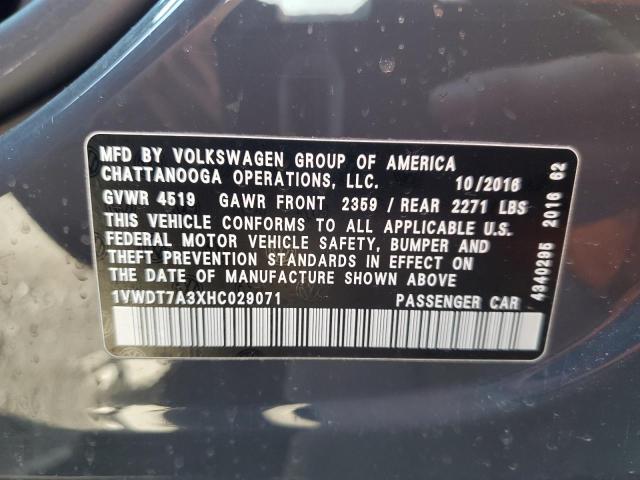 MFD BY VOLKSWAGEN GROUP OF AMERICA
CHATTANOOGA OPERATIONS, LLC. 10/2016
GVWR 4519 GAWR FRONT 2359 / REAR 2271 LBS
THIS VEHICLE CONFORMS TO ALL APPLICABLE U.S.
FEDERAL MOTOR VEHICLE SAFETY, BUMPER AND
THEFT PREVENTION STANDARDS IN EFFECT ON
THE DATE OF MANUFACTURE SHOWN ABOVE
1VWDT7A3XHC029071 PASSENGER CAR
4340295 2016 62